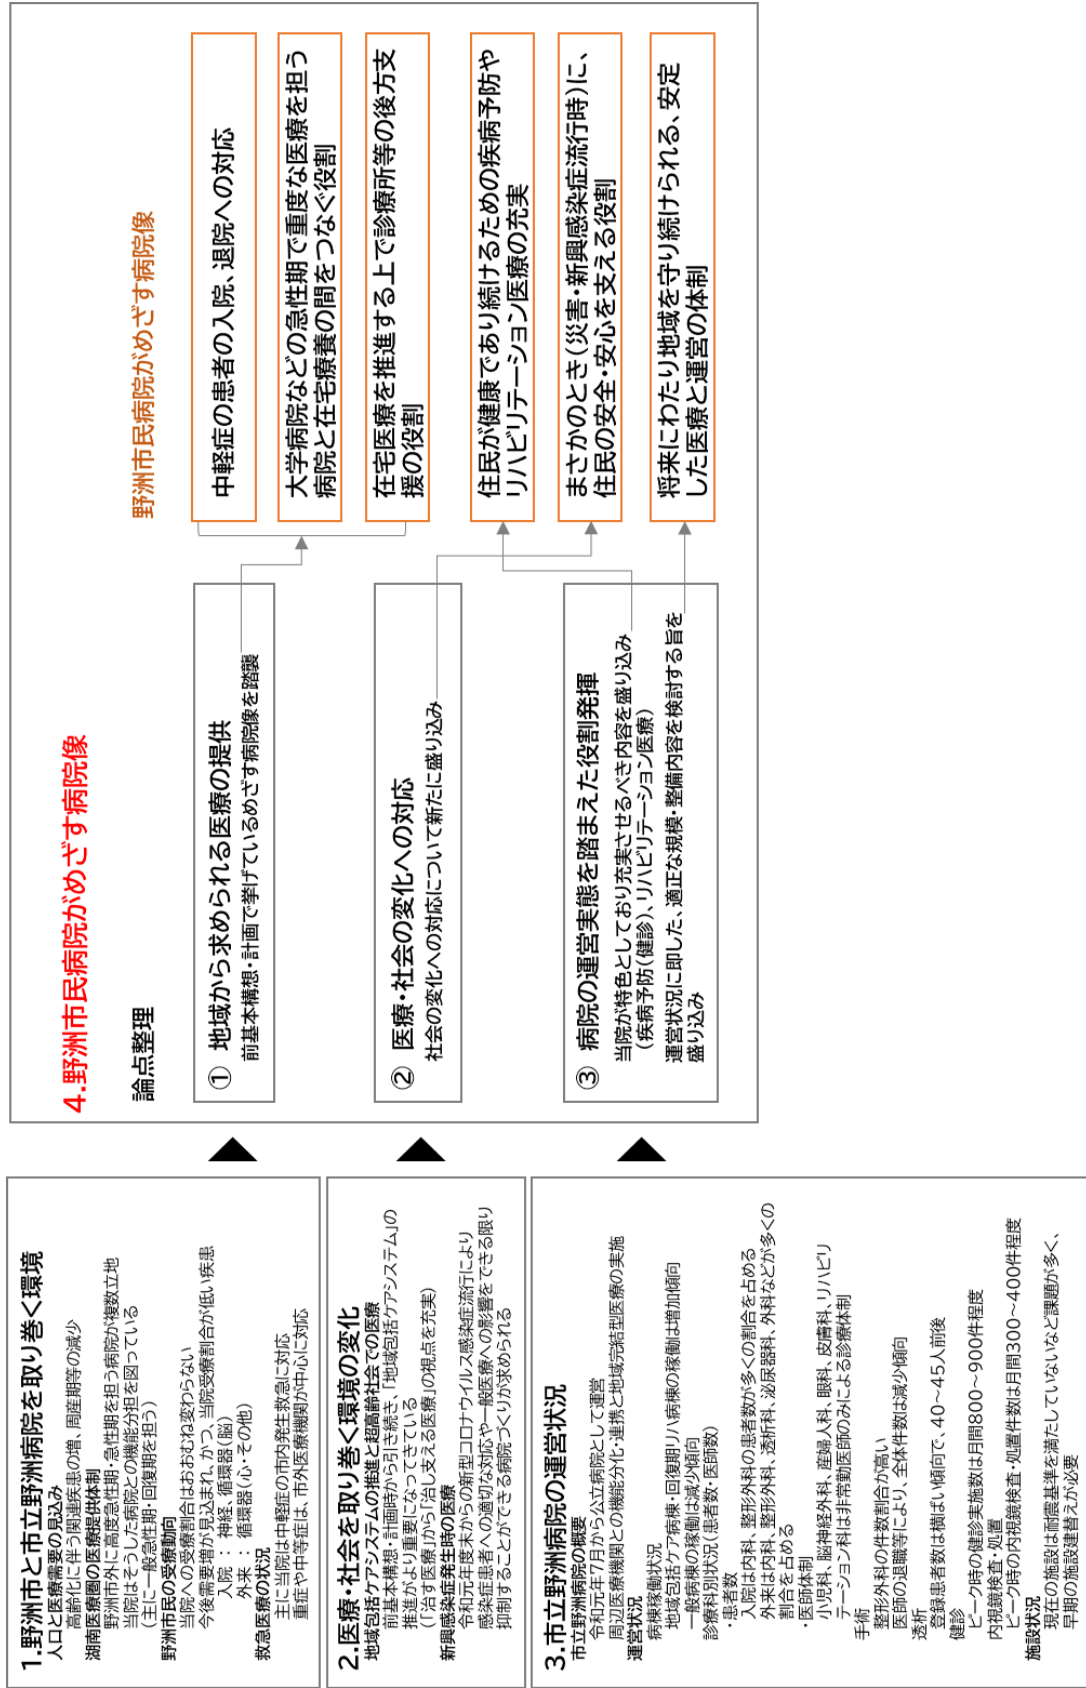 1.野洲市と市立野洲病院を取り巻く環境
人口と医療需要の見込み
高齢化に伴う関連疾患の増、周産期等の減少
湖南医療圏の医療提供体制
野洲市外に高度急性期・急性期を担う病院が複数立地
当院はそうした病院との機能分担を図っている
(主に一般急性期・回復期を担う)
野洲市民の受療動向
当院への受療割合はおおむね変わらない
今後需要増が見込まれ、かつ、当院受療割合が低い疾患
入院 : 神経、循環器(脳)
外来 : 循環器(心・その他)
救急医療の状況
主に当院は中軽症の市内発生救急に対応
重症や中等症は、市外医療機関が中心に対応
2.医療・社会を取り巻く環境の変化
地域包括ケアシステムの推進と超高齢社会での医療
前基本構想・計画時から引き続き、「地域包括ケアシステム」の
推進がより重要になってきている
(「治す医療」から「治し支える医療」の視点を充実)
新興感染症発生時の医療
令和元年度末からの新型コロナウイルス感染症流行により
感染症患者への適切な対応や一般医療への影響をできる限り
抑制することができる病院づくりが求められる
3.市立野洲病院の運営状況
市立野洲病院の概要
令和元年7月から公立病院として運営
周辺医療機関との機能分化・連携と地域完結型医療の実施
運営状況
病棟稼働状況
地域包括ケア病棟・回復期リハ病棟の稼働は増加傾向
一般病棟の稼働は減少傾向
診療科別状況(患者数・医師数)
・患者数
入院は内科、整形外科の患者数が多くの割合を占める
外来は内科、整形外科、透析科、泌尿器科、外科などが多くの
割合を占める
・医師体制
小児科、脳神経外科、産婦人科、眼科、皮膚科、リハビリ
テーション科は非常勤医師のみによる診療体制
手術
整形外科の件数割合が高い
医師の退職等により、全体件数は減少傾向
透析
登録患者数は横ばい傾向で、40～45人前後
健診
ピーク時の健診実施数は月間800～900件程度
内視鏡検査・処置
ピーク時の内視鏡検査・処置件数は月間300～400件程度
施設状況
現在の施設は耐震基準を満たしていないなど課題が多く、
早期の施設建替えが必要
4.野洲市民病院がめざす病院像
論点整理
① 地域から求められる医療の提供
前基本構想・計画で挙げているめざす病院像を踏襲
② 医療・社会の変化への対応
社会の変化への対応について新たに盛り込み
③ 病院の運営実態を踏まえた役割発揮
当院が特色としており充実させるべき内容を盛り込み
(疾病予防(健診)、リハビリテーション医療)
運営状況に即した、適正な規模・整備内容を検討する旨を
盛り込み
野洲市民病院がめざす病院像
中軽症の患者の入院、退院への対応
大学病院などの急性期で重度な医療を担う
病院と在宅療養の間をつなぐ役割
在宅医療を推進する上で診療所等の後方支
援の役割
住民が健康であり続けるための疾病予防や
リハビリテーション医療の充実
まさかのとき(災害・新興感染症流行時)に、
住民の安全・安心を支える役割
将来にわたり地域を守り続けられる、安定
した医療と運営の体制